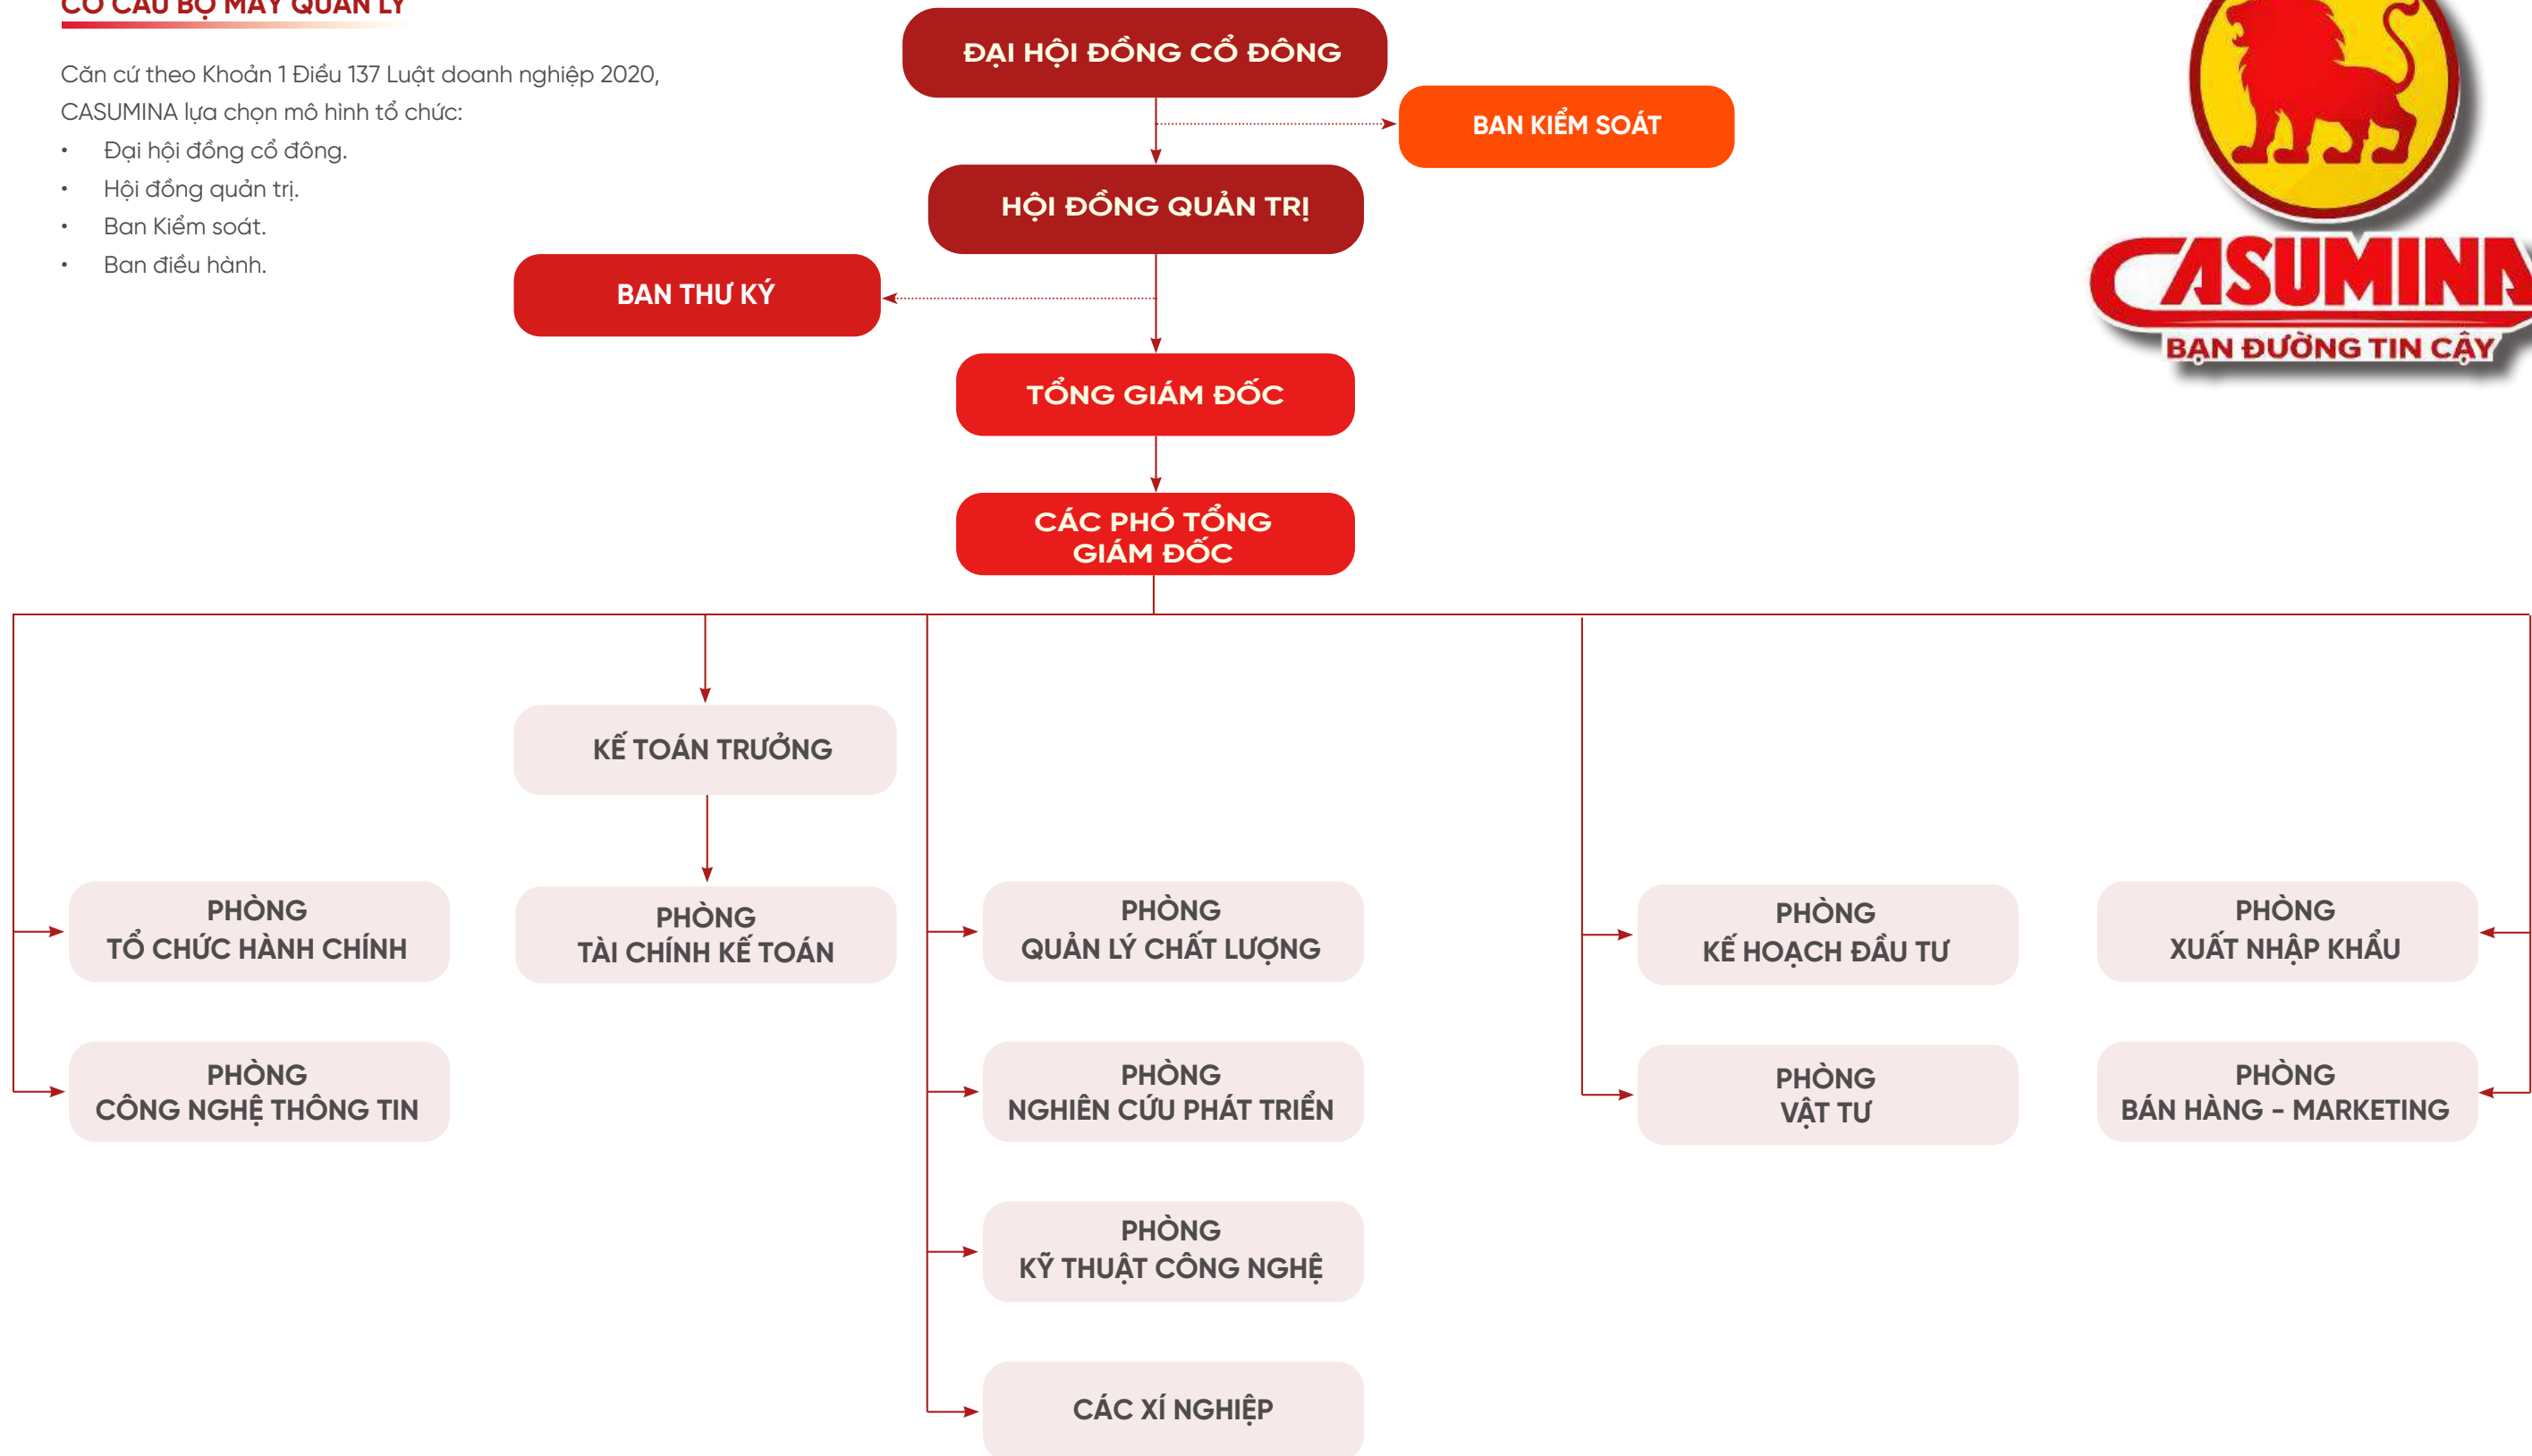 CƠ CẤU BỘ MÁY QUẢN LÝ
Căn cứ theo Khoản 1 Điều 137 Luật doanh nghiệp 2020,
CASUMINA lựa chọn mô hình tổ chức:
• Đại hội đồng cổ đông.
• Hội đồng quản trị.
• Ban Kiểm soát.
• Ban điều hành.
ĐẠI HỘI ĐỒNG CỔ ĐÔNG
BAN KIỂM SOÁT
HỘI ĐỒNG QUẢN TRỊ
BAN THƯ KÝ
TỔNG GIÁM ĐỐC
CÁC PHÓ TỔNG
GIÁM ĐỐC
CASUMINA
BẠN ĐƯỜNG TIN CẬY
KẾ TOÁN TRƯỞNG
PHÒNG
TỔ CHỨC HÀNH CHÍNH
PHÒNG
TÀI CHÍNH KẾ TOÁN
PHÒNG
QUẢN LÝ CHẤT LƯỢNG
PHÒNG
KẾ HOẠCH ĐẦU TƯ
PHÒNG
XUẤT NHẬP KHẨU
PHÒNG
CÔNG NGHỆ THÔNG TIN
PHÒNG
NGHIÊN CỨU PHÁT TRIỂN
PHÒNG
VẬT TƯ
PHÒNG
BÁN HÀNG - MARKETING
PHÒNG
KỸ THUẬT CÔNG NGHỆ
CÁC XÍ NGHIỆP